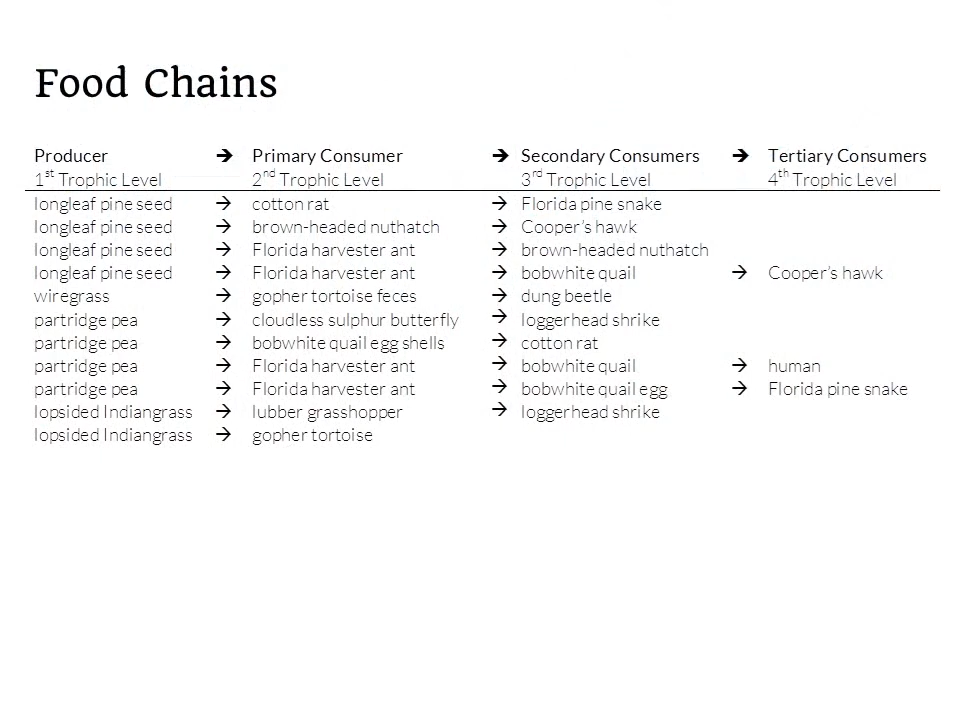 Food Chains
Producer → Primary Consumer → Secondary Consumers → Tertiary Consumers
1st Trophic Level 2nd Trophic Level 3rd Trophic Level 4th Trophic Level
longleaf pine seed → cotton rat → Florida pine snake
longleaf pine seed → brown-headed nuthatch → Cooper's hawk
longleaf pine seed → Florida harvester ant → brown-headed nuthatch
longleaf pine seed → Florida harvester ant → bobwhite quail → Cooper's hawk
wiregrass → gopher tortoise feces → dung beetle
partridge pea → cloudless sulphur butterfly → loggerhead shrike
partridge pea → bobwhite quail egg shells → cotton rat
partridge pea → Florida harvester ant → bobwhite quail → human
partridge pea → Florida harvester ant → bobwhite quail egg → Florida pine snake
lopsided Indiangrass → lubber grasshopper → loggerhead shrike
lopsided Indiangrass → gopher tortoise